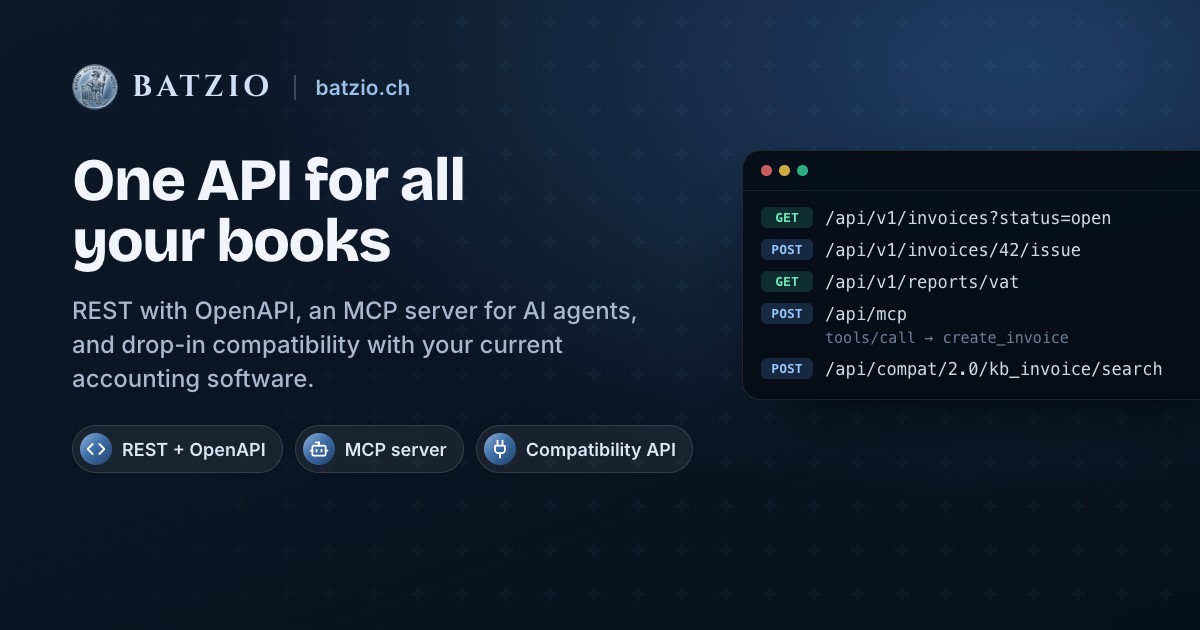 BATZIO | batzio.ch
One API for all
your books
REST with OpenAPI, an MCP server for AI agents,
and drop-in compatibility with your current
accounting software.
REST + OpenAPI
MCP server
Compatibility API
GET /api/v1/invoices?status=open
POST /api/v1/invoices/42/issue
GET /api/v1/reports/vat
POST /api/mcp
tools/call → create_invoice
POST /api/compat/2.0/kb_invoice/search